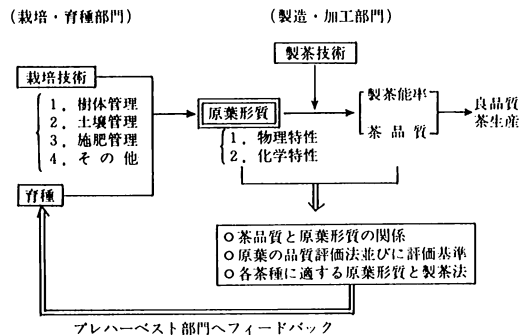 (栽培・育種部門)
(製造・加工部門)
製茶技術
栽培技術
1. 樹体管理
2. 土壌管理
3. 施肥管理
4. その他
育種
原葉形質
1. 物理特性
2. 化学特性
製茶能率
茶品質
良品質
茶生産
○茶品質と原葉形質の関係
○原葉の品質評価法並びに評価基準
○各茶種に適する原葉形質と製茶法
プレハーベスト部門へフィードバック